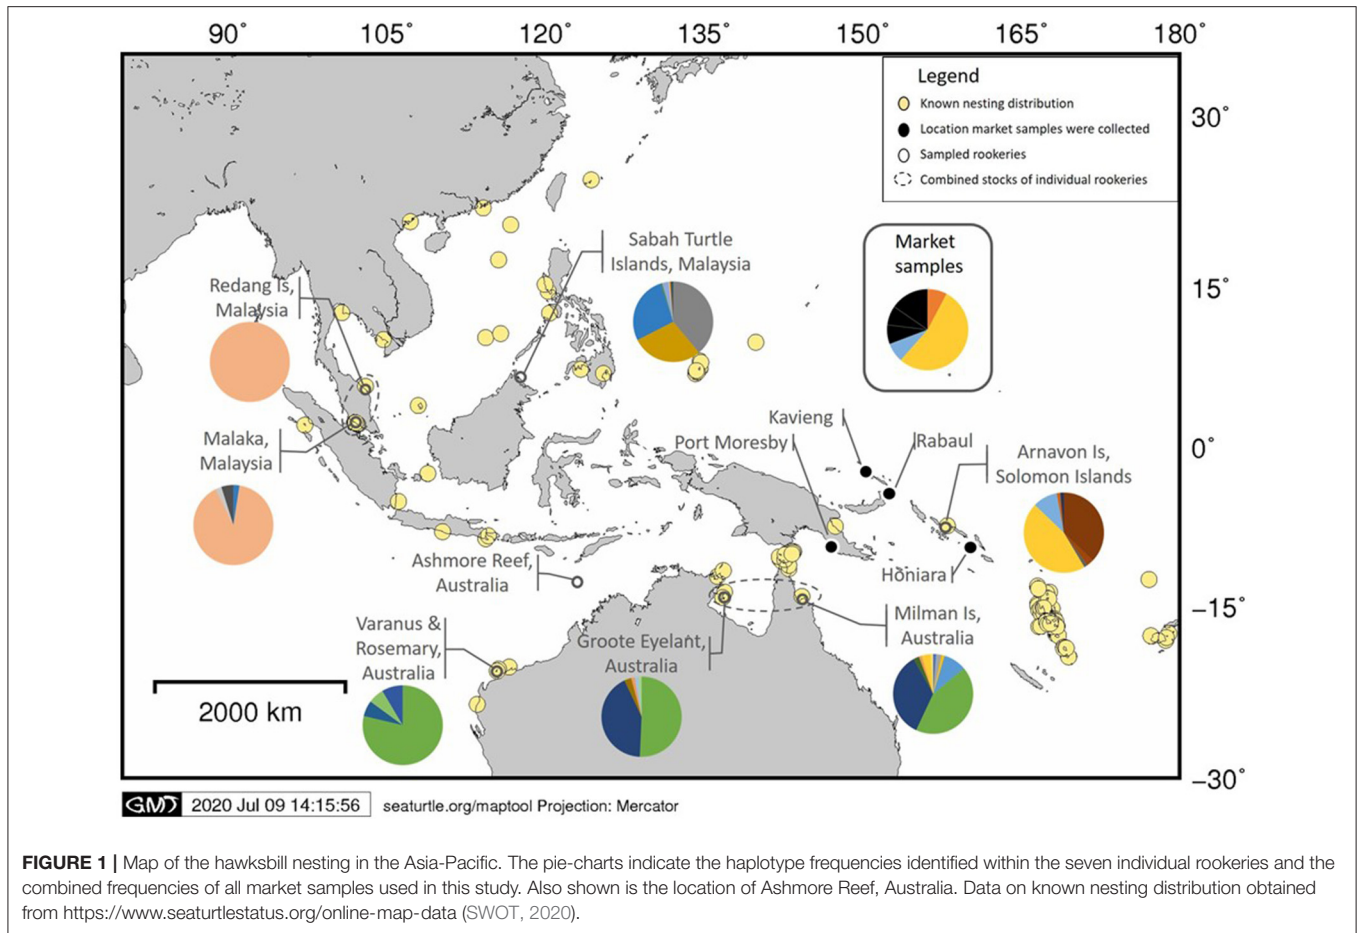 90˚ 105˚ 120˚ 135˚ 150˚ 165˚ 180˚
Legend
Known nesting distribution
Location market samples were collected
Sampled rookeries
Combined stocks of individual rookeries
30˚
15˚
0˚
−15˚
−30˚
Market
samples
Sabah Turtle
Islands, Malaysia
Redang Is,
Malaysia
Malaka,
Malaysia
Kavieng
Port Moresby
Rabaul
Arnavon Is,
Solomon Islands
Honiara
Ashmore Reef,
Australia
Varanus &
Rosemary,
Australia
Groote Eyelant,
Australia
Milman Is,
Australia
2000 km
GMT 2020 Jul 09 14:15:56 seaturtle.org/maptool Projection: Mercator
FIGURE 1 | Map of the hawksbill nesting in the Asia-Pacific. The pie-charts indicate the haplotype frequencies identified within the seven individual rookeries and the
combined frequencies of all market samples used in this study. Also shown is the location of Ashmore Reef, Australia. Data on known nesting distribution obtained
from https://www.seaturtlestatus.org/online-map-data (SWOT, 2020).